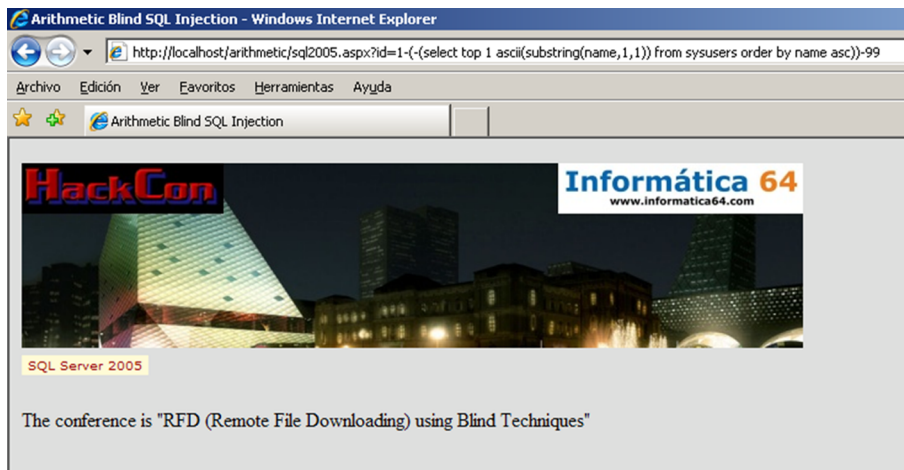 Arithmetic Blind SQL Injection - Windows Internet Explorer
http://localhost/arithmetic/sql2005.aspx?id=1-(-(select top 1 ascii(substring(name,1,1)) from sysusers order by name asc))-99
Archivo Edición Ver Favoritos Herramientas Ayuda
Arithmetic Blind SQL Injection
HackCon
Informática 64
www.informatica64.com
SQL Server 2005
The conference is "RFD (Remote File Downloading) using Blind Techniques"